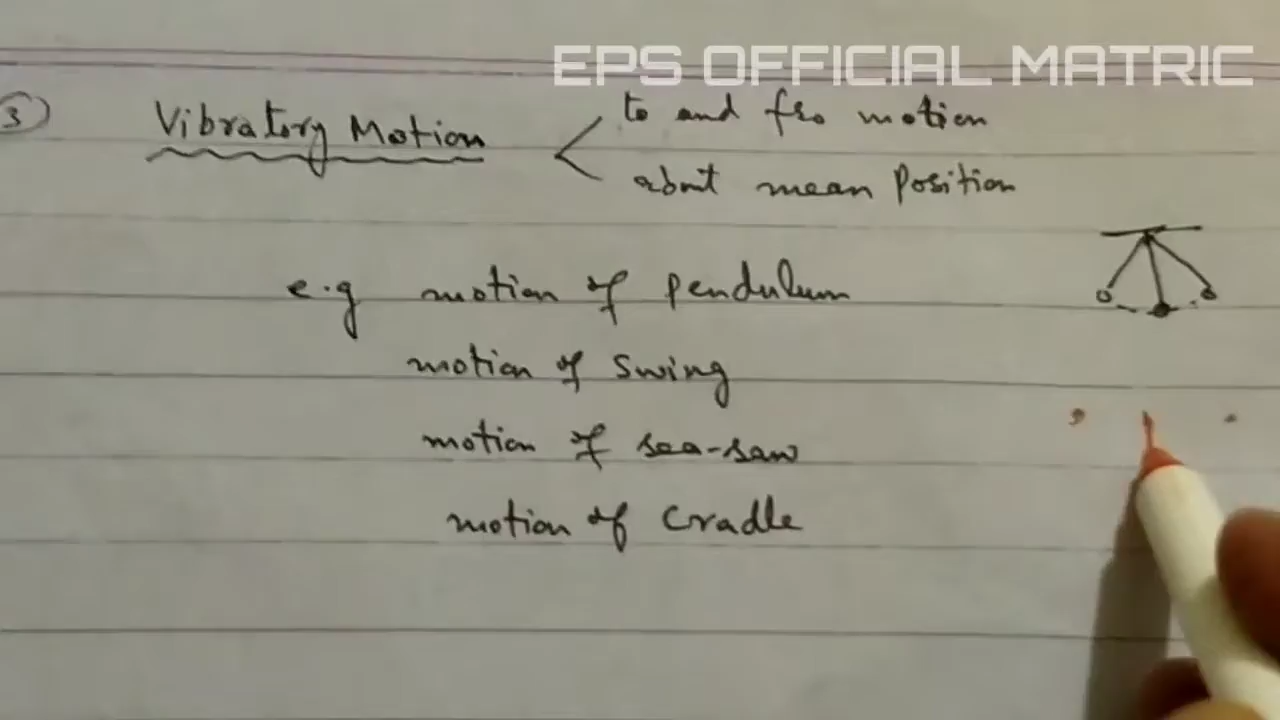 EPS OFFICIAL MATRIC
3 Vibratory Motion
to and fro motion
about mean Position
e.g motion of pendulum
motion of Swing
motion of sea-saw
motion of Cradle